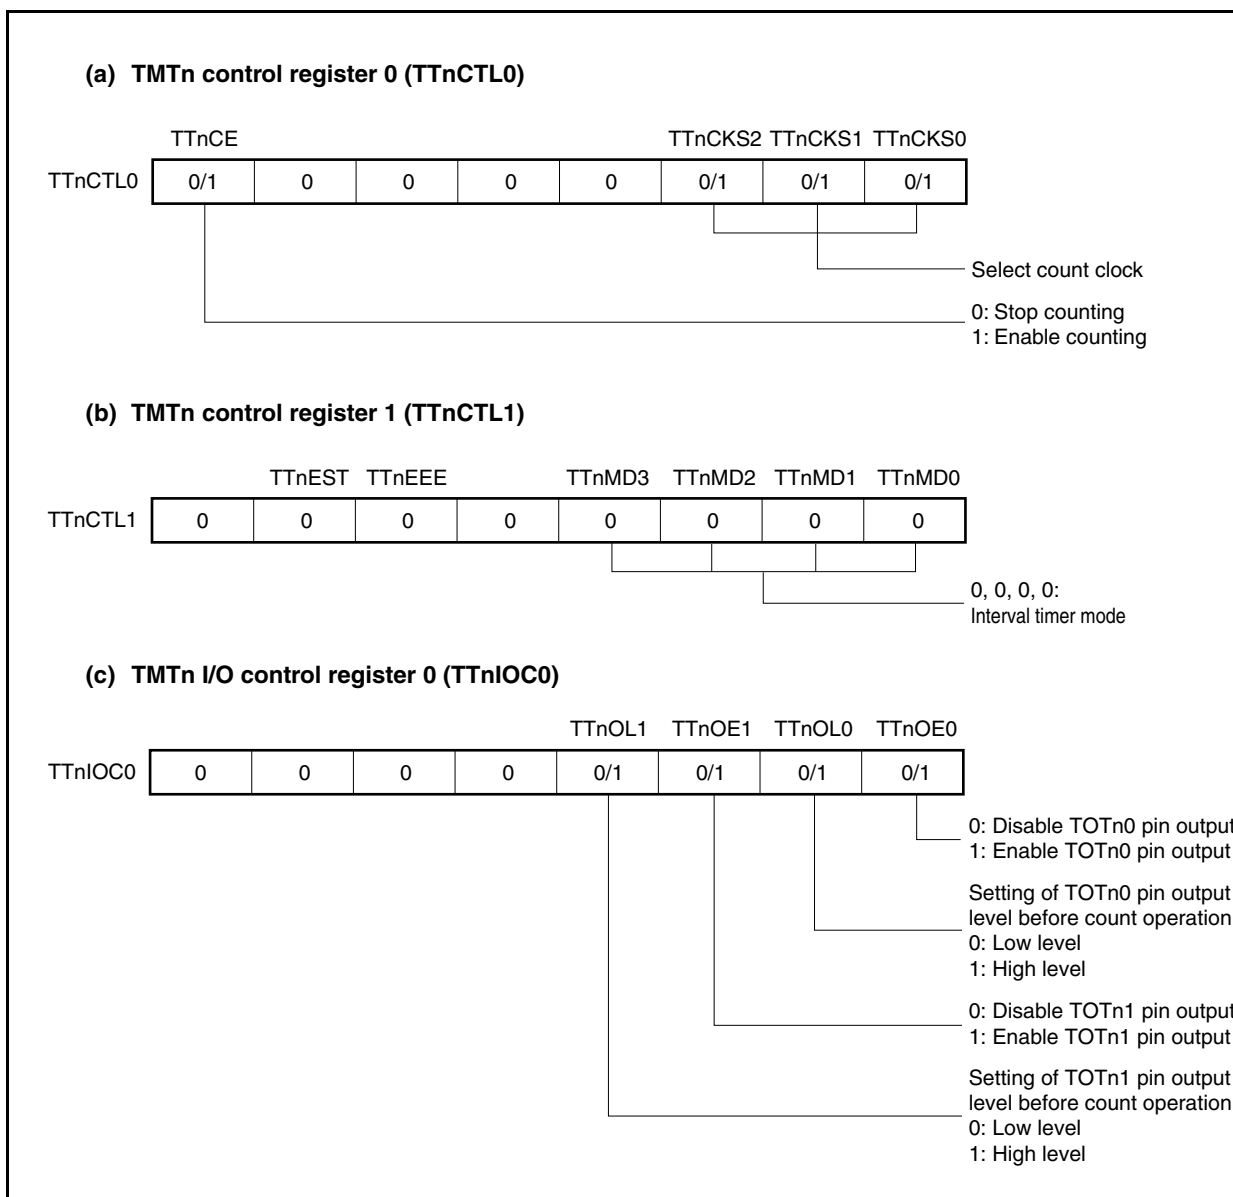 (a) TMTn control register 0 (TTnCTL0)
TTnCE TTnCKS2 TTnCKS1 TTnCKS0
TTnCTL0 0/1 0 0 0 0 0/1 0/1 0/1
Select count clock
0: Stop counting
1: Enable counting
(b) TMTn control register 1 (TTnCTL1)
TTnEST TTnEEE TTnMD3 TTnMD2 TTnMD1 TTnMD0
TTnCTL1 0 0 0 0 0 0 0 0
0, 0, 0, 0:
Interval timer mode
(c) TMTn I/O control register 0 (TTnIOC0)
TTnOL1 TTnOE1 TTnOL0 TTnOE0
TTnIOC0 0 0 0 0 0/1 0/1 0/1 0/1
0: Disable TOTn0 pin output
1: Enable TOTn0 pin output
Setting of TOTn0 pin output
level before count operation
0: Low level
1: High level
0: Disable TOTn1 pin output
1: Enable TOTn1 pin output
Setting of TOTn1 pin output
level before count operation
0: Low level
1: High level